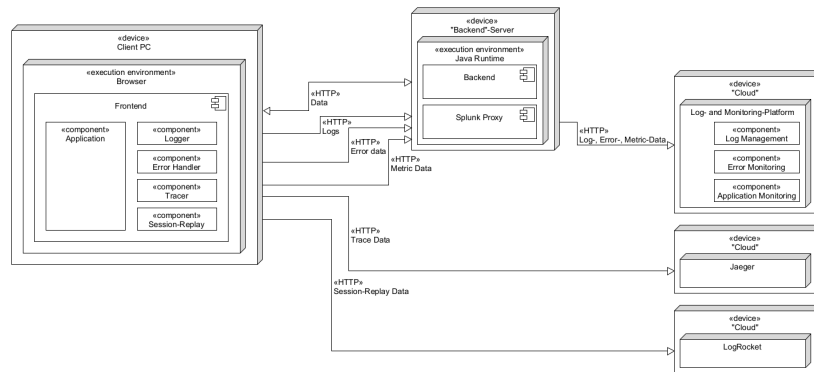 «device»
Client PC
«execution environment»
Browser
Frontend
«component»
Application
«component»
Logger
«component»
Error Handler
«component»
Tracer
«component»
Session-Replay
«HTTP»
Data
«HTTP»
Logs
«HTTP»
Error data
«HTTP»
Metric Data
«HTTP»
Trace Data
«HTTP»
Session-Replay Data
«device»
"Backend"-Server
«execution environment»
Java Runtime
Backend
Splunk Proxy
«HTTP»
Log-, Error-, Metric-Data
«device»
"Cloud"
Log- and Monitoring-Platform
«component»
Log Management
«component»
Error Monitoring
«component»
Application Monitoring
«device»
"Cloud"
Jaeger
«device»
"Cloud"
LogRocket